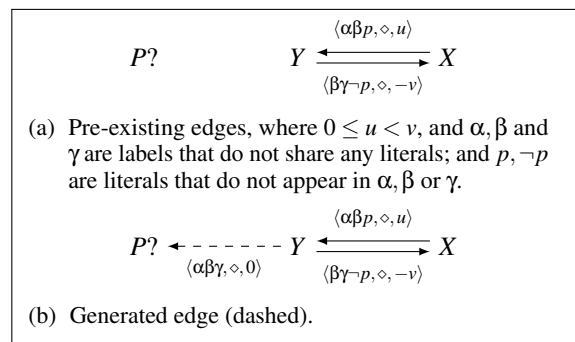 ⟨αβp,⋄,u⟩
P? Y X
⟨βγ¬p,⋄,−v⟩
(a) Pre-existing edges, where 0 ≤ u < v, and α,β and
γ are labels that do not share any literals; and p,¬p
are literals that do not appear in α,β or γ.
⟨αβp,⋄,u⟩
P? Y X
⟨αβγ,⋄,0⟩ ⟨βγ¬p,⋄,−v⟩
(b) Generated edge (dashed).